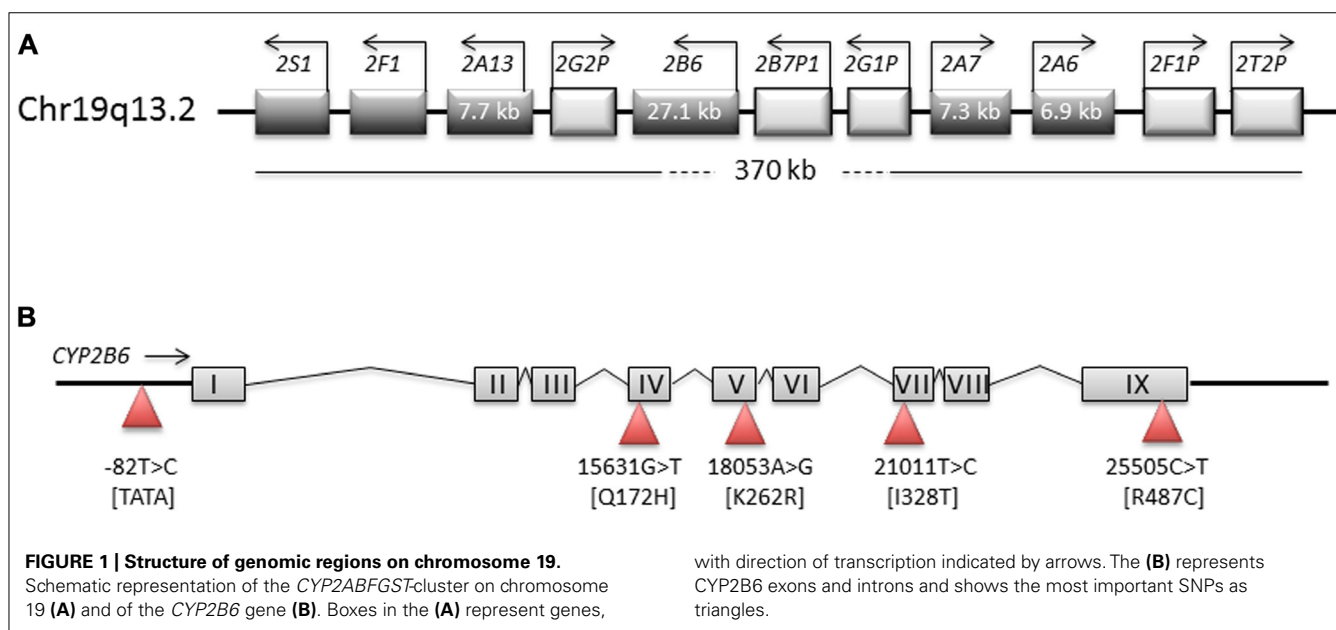 A
2S1 2F1 2A13 2G2P 2B6 2B7P1 2G1P 2A7 2A6 2F1P 2T2P
Chr19q13.2 7.7 kb 27.1 kb 7.3 kb 6.9 kb
370 kb
B
CYP2B6
I II III IV V VI VII VIII IX
-82T>C 15631G>T 18053A>G 21011T>C 25505C>T
[TATA] [Q172H] [K262R] [I328T] [R487C]
FIGURE 1 | Structure of genomic regions on chromosome 19.
Schematic representation of the CYP2ABFGST-cluster on chromosome
19 (A) and of the CYP2B6 gene (B). Boxes in the (A) represent genes,
with direction of transcription indicated by arrows. The (B) represents
CYP2B6 exons and introns and shows the most important SNPs as
triangles.